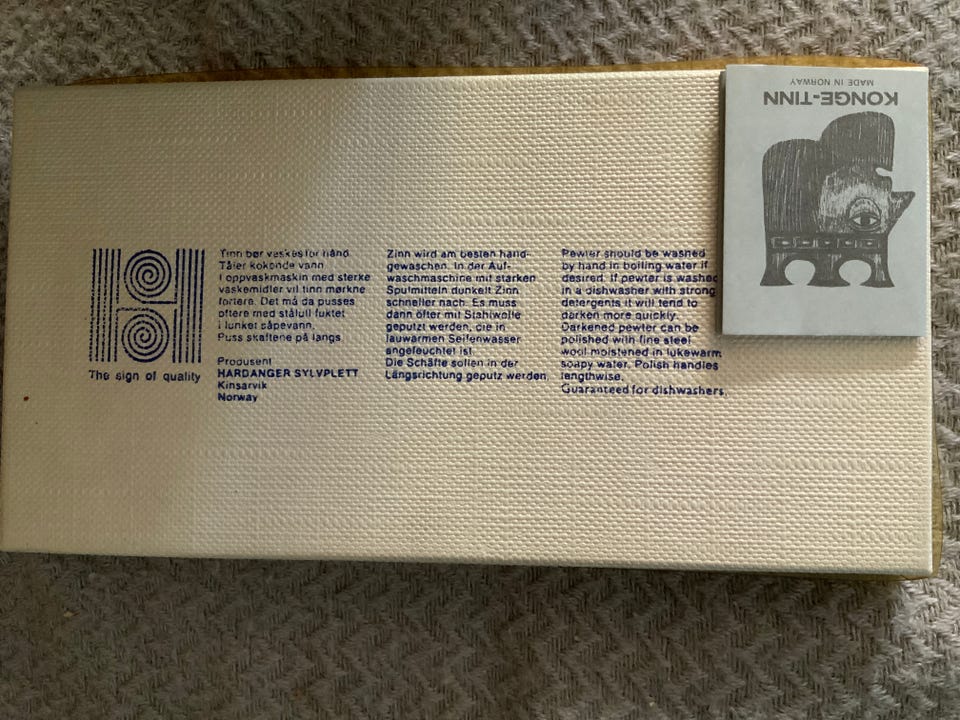 The sign of quality
Tinn bør vaskes for hånd.
Tåler kokende vann.
I oppvaskmaskin med sterke
vaskemidler vil tinn mørkne
fortere. Det må da pusses
oftere med stålull fuktet
i lunket såpevann.
Puss skaftene på langs.
Produsent
HARDANGER SYLVPLETT
Kinsarvik
Norway
Zinn wird am besten hand-
gewaschen. In der Auf-
waschmaschine mit starken
Spulmitteln dunkelt Zinn
schneller nach. Es muss
dann öfter mit Stahlwolle
geputzt werden, die in
lauwarmen Seifenwasser
angefeuchtet ist.
Die Schäfte sollen in der
Längsrichtung geputz werden.
Pewter should be washed
by hand in boiling water if
desired. If pewter is washed
in a dishwasher with strong
detergents it will tend to
darken more quickly.
Darkened pewter can be
polished with fine steel
wool moistened in lukewarm
soapy water. Polish handles
lengthwise.
Guaranteed for dishwashers.
KONGE-TINN
MADE IN NORWAY